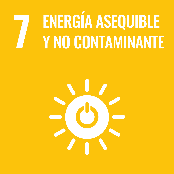 7 ENERGÍA ASEQUIBLE
Y NO CONTAMINANTE